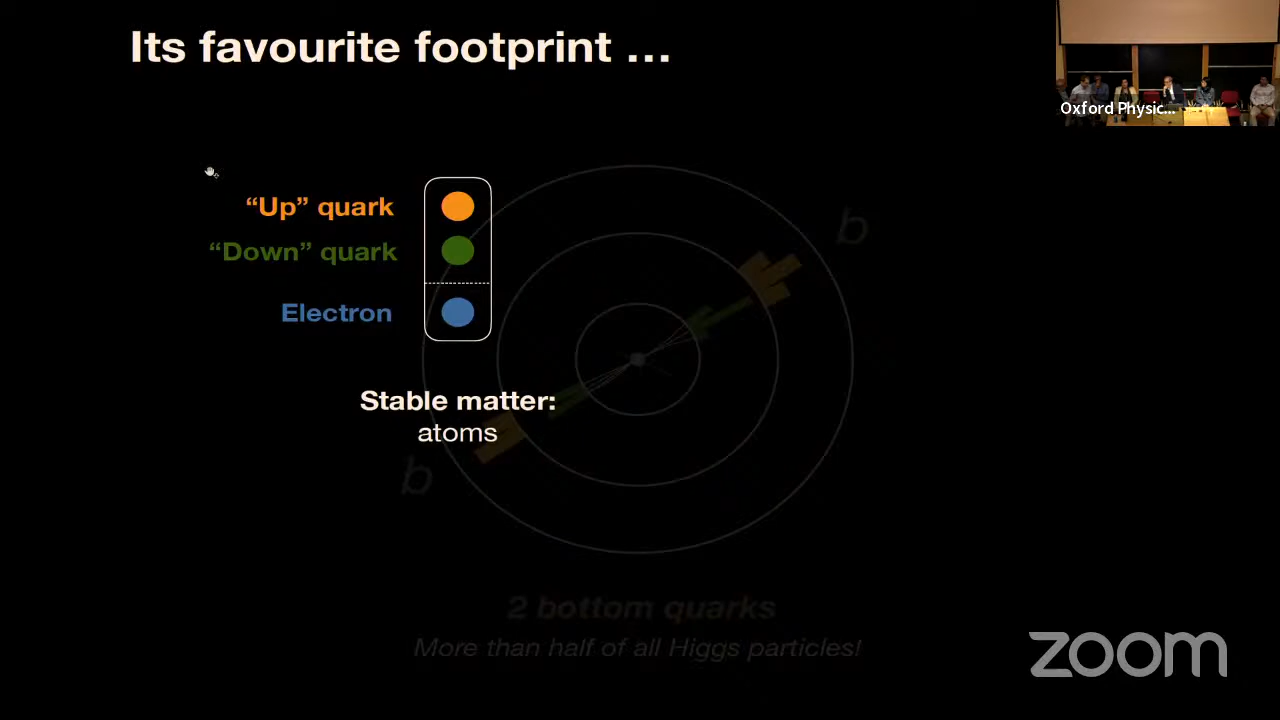 Its favourite footprint ...
Oxford Physic...
“Up” quark
“Down” quark
Electron
b
Stable matter:
atoms
b
2 bottom quarks
More than half of all Higgs particles!
zoom